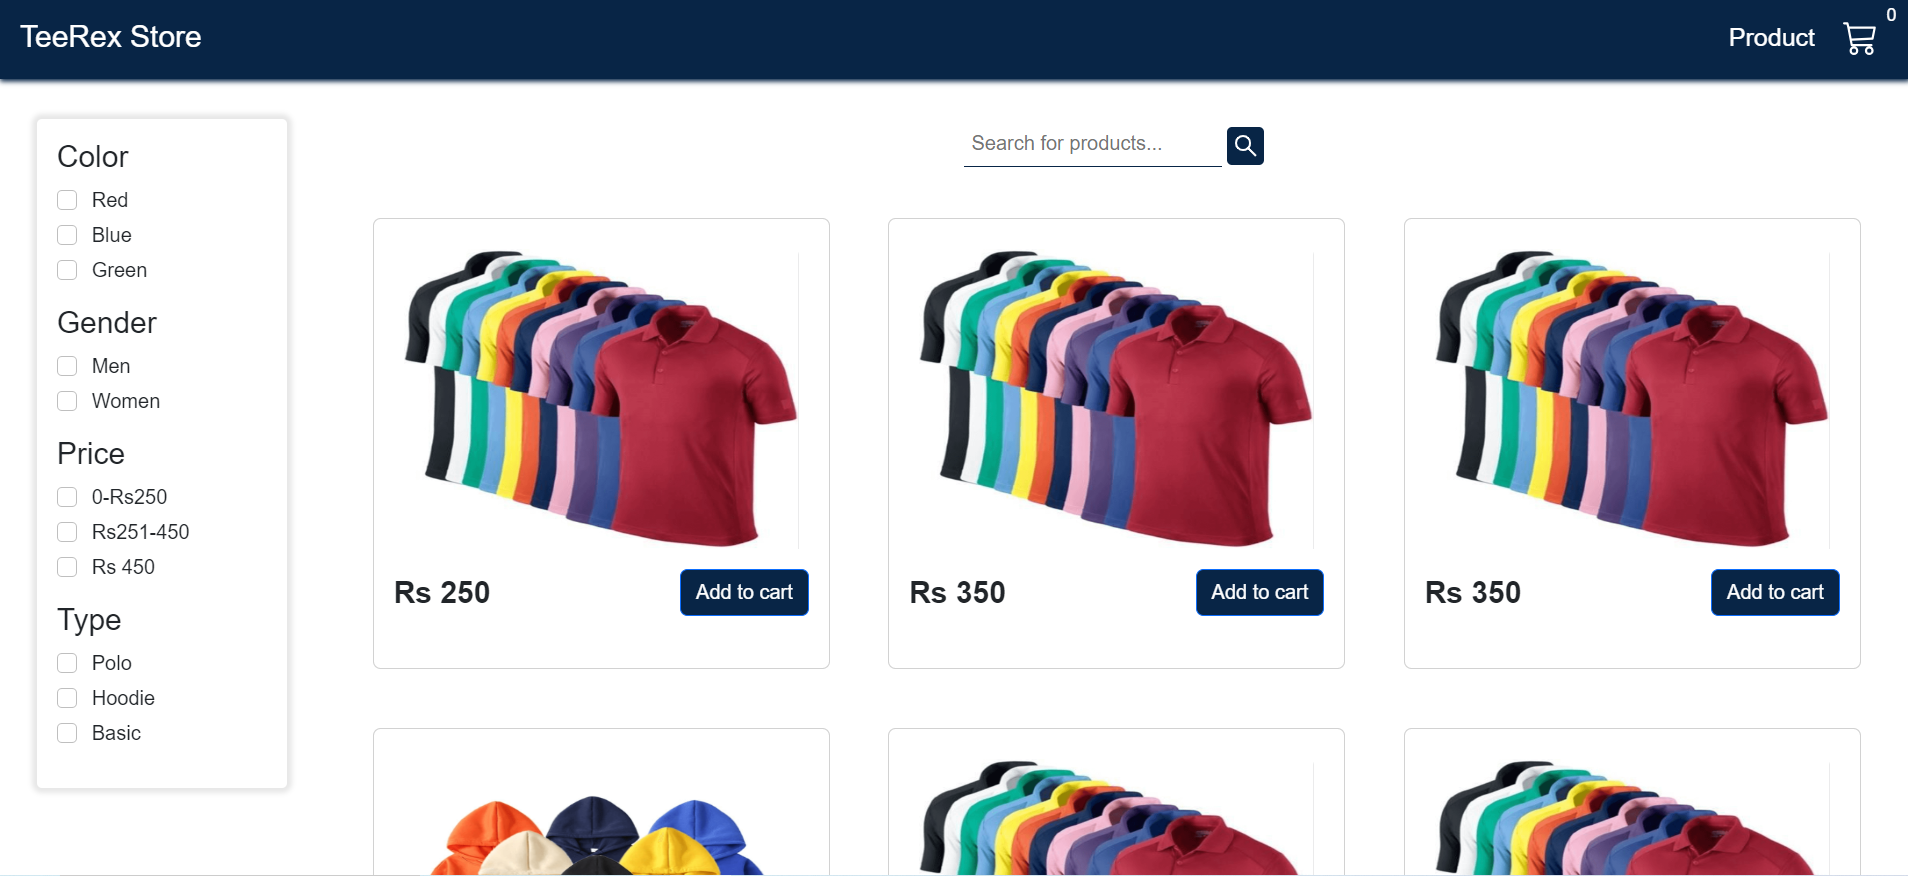 TeeRex Store
Product
0
Search for products...
Color
Red
Blue
Green
Gender
Men
Women
Price
0-Rs250
Rs251-450
Rs 450
Type
Polo
Hoodie
Basic
Rs 250
Add to cart
Rs 350
Add to cart
Rs 350
Add to cart